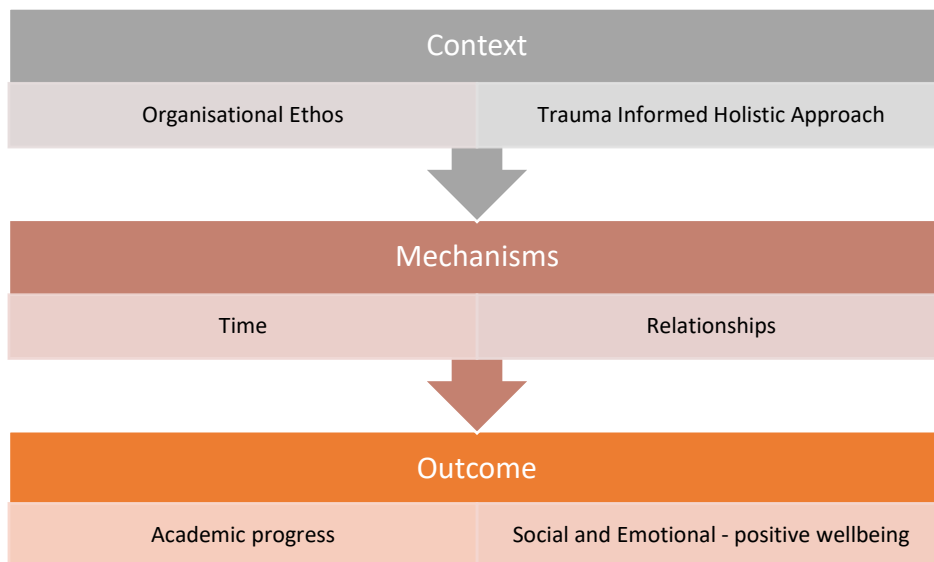 Context
Organisational Ethos
Trauma Informed Holistic Approach
Mechanisms
Time
Relationships
Outcome
Academic progress
Social and Emotional - positive wellbeing